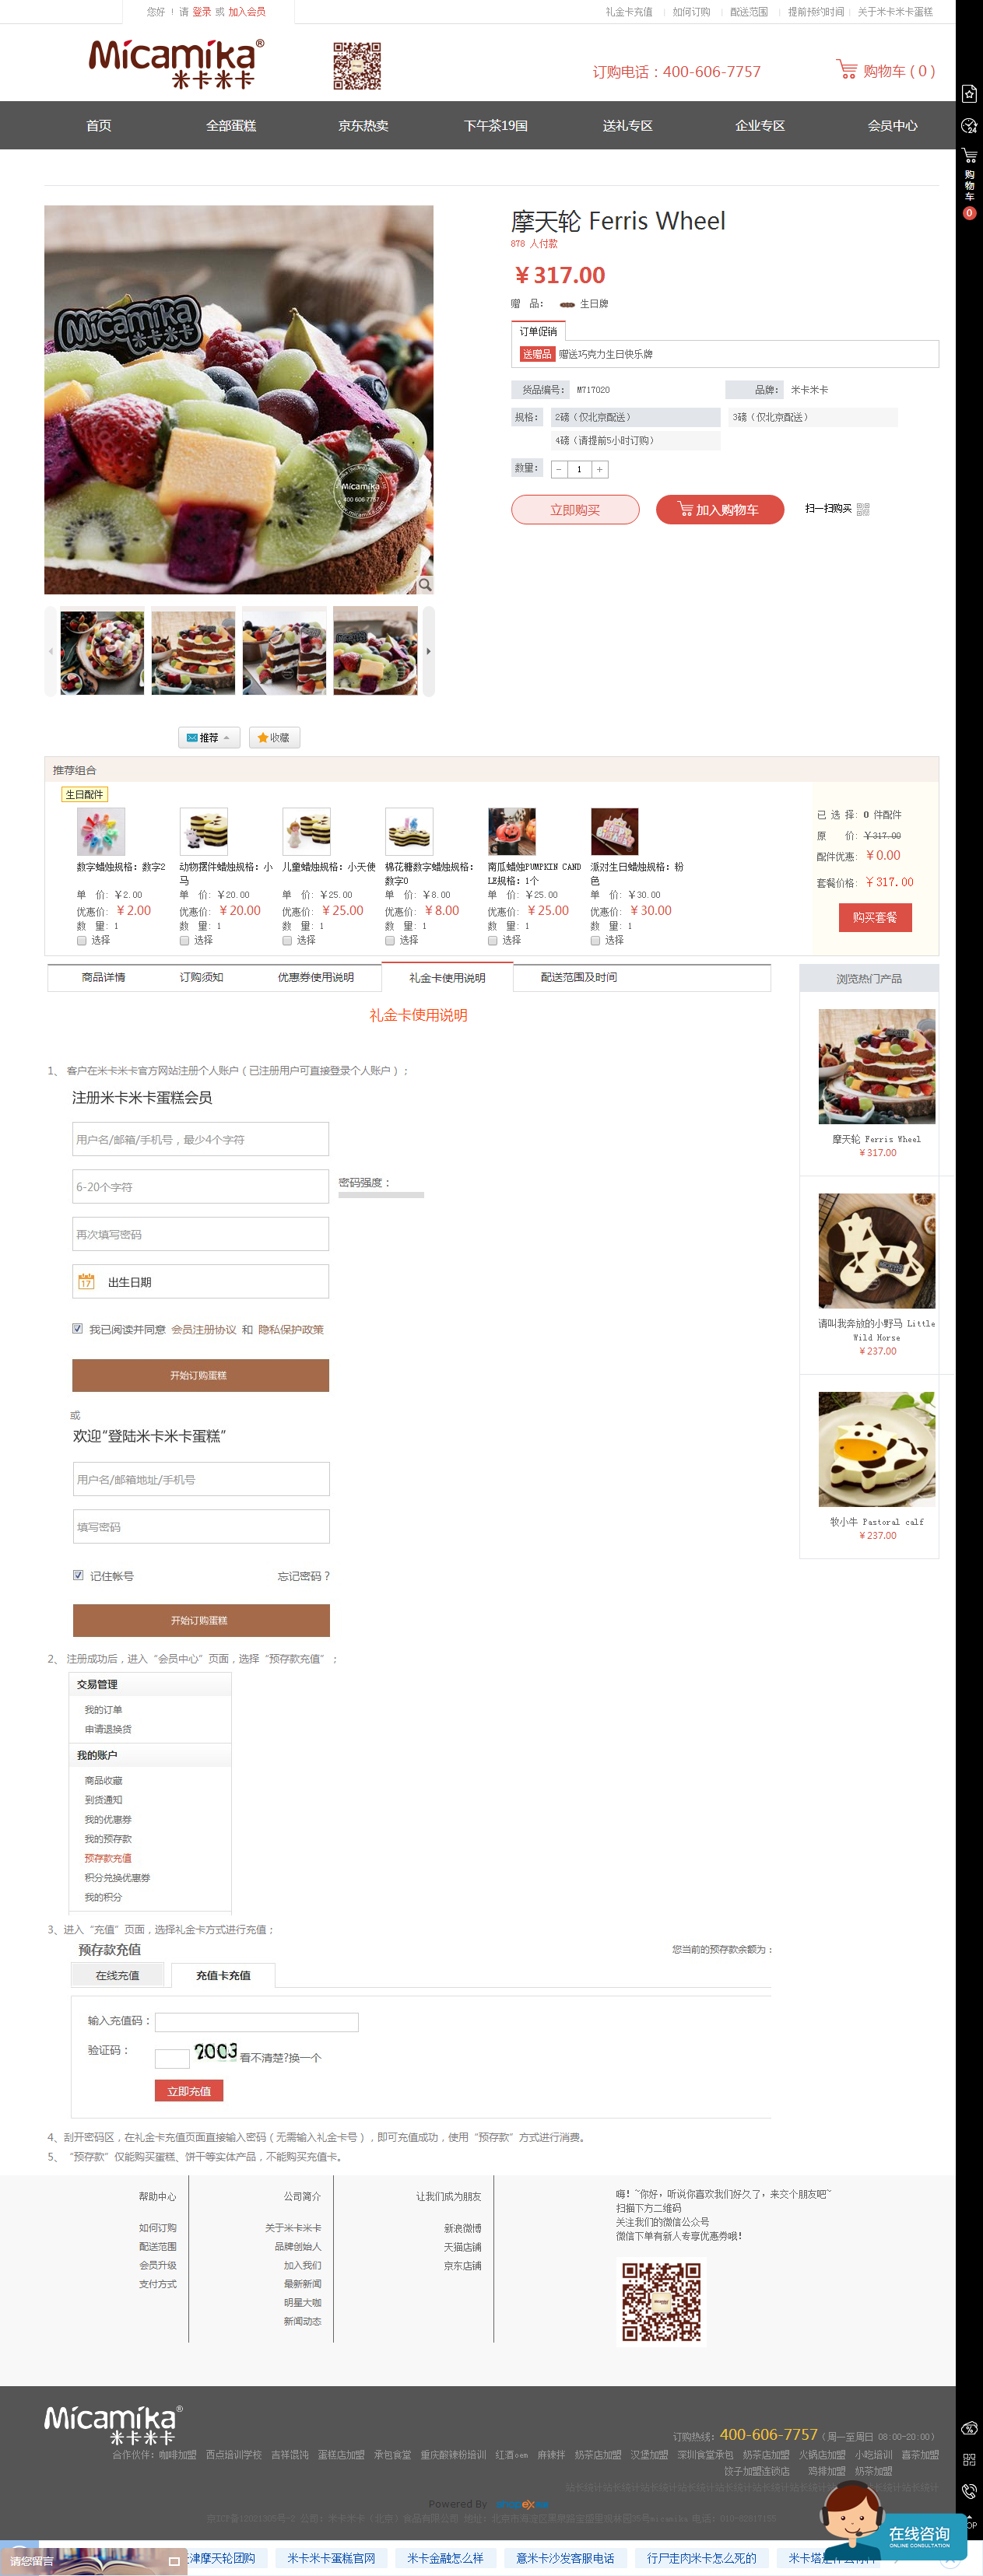 您好 ! 请 登录 或 加入会员
礼金卡充值 | 如何订购 | 配送范围 | 提前预约时间 | 关于米卡米卡蛋糕
Micamika®
米卡米卡
订购电话：400-606-7757
购物车 ( 0 )
首页 全部蛋糕 京东热卖 下午茶19国 送礼专区 企业专区 会员中心
购物车
0
摩天轮 Ferris Wheel
878 人付款
￥317.00
赠 品： 生日牌
订单促销
送赠品 赠送巧克力生日快乐牌
货品编号： M717020 品牌： 米卡米卡
规格： 2磅（仅北京配送） 3磅（仅北京配送）
4磅（请提前5小时订购）
数量： － 1 ＋
立即购买 加入购物车 扫一扫购买
Micamika
米卡米卡
Micamika
400 606 7757
推荐 收藏
推荐组合
生日配件
数字蜡烛规格: 数字2
单 价: ￥2.00
优惠价: ￥2.00
数 量: 1
选择
动物摆件蜡烛规格: 小马
单 价: ￥20.00
优惠价: ￥20.00
数 量: 1
选择
儿童蜡烛规格: 小天使
单 价: ￥25.00
优惠价: ￥25.00
数 量: 1
选择
棉花糖数字蜡烛规格: 数字0
单 价: ￥8.00
优惠价: ￥8.00
数 量: 1
选择
南瓜蜡烛PUMPKIN CANDLE规格: 1个
单 价: ￥25.00
优惠价: ￥25.00
数 量: 1
选择
派对生日蜡烛规格: 粉色
单 价: ￥30.00
优惠价: ￥30.00
数 量: 1
选择
已 选 择: 0 件配件
原 价: ￥317.00
配件优惠: ￥0.00
套餐价格: ￥317.00
购买套餐
商品详情 订购须知 优惠券使用说明 礼金卡使用说明 配送范围及时间
礼金卡使用说明
1、 客户在米卡米卡官方网站注册个人账户（已注册用户可直接登录个人账户）；
注册米卡米卡蛋糕会员
用户名/邮箱/手机号，最少4个字符
6-20个字符
密码强度：
再次填写密码
17 出生日期
我已阅读并同意 会员注册协议 和 隐私保护政策
开始订购蛋糕
或
欢迎“登陆米卡米卡蛋糕”
用户名/邮箱地址/手机号
填写密码
记住帐号 忘记密码？
开始订购蛋糕
2、 注册成功后，进入“会员中心”页面，选择“预存款充值”；
交易管理
我的订单
申请退换货
我的账户
商品收藏
到货通知
我的优惠券
我的预存款
预存款充值
积分兑换优惠券
我的积分
3、进入“充值”页面，选择礼金卡方式进行充值；
预存款充值 您当前的预存款余额为：
在线充值 充值卡充值
输入充值码：
验证码： 2003 看不清楚?换一个
立即充值
4、刮开密码区，在礼金卡充值页面直接输入密码（无需输入礼金卡号），即可充值成功，使用“预存款”方式进行消费。
5、“预存款”仅能购买蛋糕、饼干等实体产品，不能购买充值卡。
浏览热门产品
摩天轮 Ferris Wheel
￥317.00
请叫我奔放的小野马 Little Wild Horse
￥237.00
牧小牛 Pastoral calf
￥237.00
帮助中心
如何订购
配送范围
会员升级
支付方式
公司简介
关于米卡米卡
品牌创始人
加入我们
最新新闻
明星大咖
新闻动态
让我们成为朋友
新浪微博
天猫店铺
京东店铺
嗨! ~你好, 听说你喜欢我们好久了, 来交个朋友吧~
扫描下方二维码
关注我们的微信公众号
微信下单有新人专享优惠券哦!
Micamika®
米卡米卡
订购热线: 400-606-7757 (周一至周日 08:00-20:00)
合作伙伴: 咖啡加盟 西点培训学校 吉祥馄饨 蛋糕店加盟 承包食堂 重庆酸辣粉培训 红酒oem 麻辣拌 奶茶店加盟 汉堡加盟 深圳食堂承包 奶茶店加盟 火锅店加盟 小吃培训 喜茶加盟
饺子加盟连锁店 鸡排加盟 奶茶加盟
Powered By
在线咨询
ONLINE CONSULTATION
请您留言
津摩天轮团购 米卡米卡蛋糕官网 米卡金融怎么样 薏米卡沙发客服电话 行尸走肉米卡怎么死的